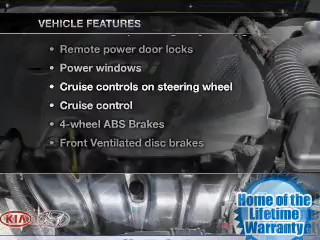 VEHICLE FEATURES
• Remote power door locks
• Power windows
• Cruise controls on steering wheel
• Cruise control
• 4-wheel ABS Brakes
• Front Ventilated disc brakes
Home of the
Lifetime
Warranty
KIA